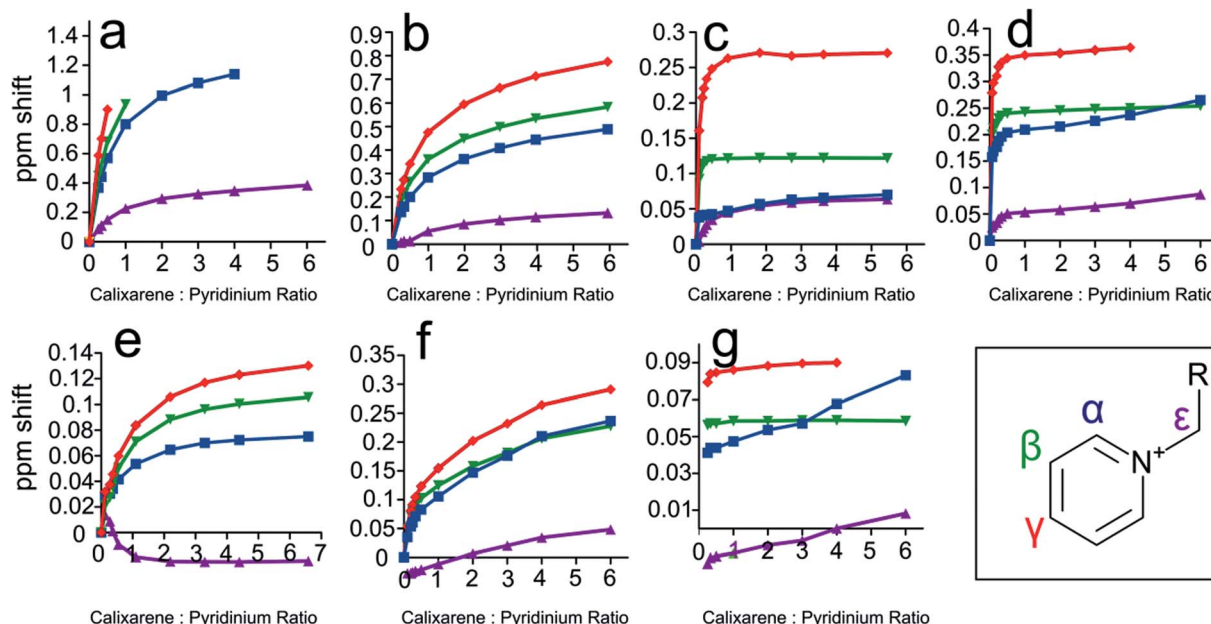 a b c d
ppm shift
1.4
1.2
1
0.8
0.6
0.4
0.2
0
0 1 2 3 4 5 6
Calixarene : Pyridinium Ratio
0.9
0.8
0.7
0.6
0.5
0.4
0.3
0.2
0.1
0
0 1 2 3 4 5 6
Calixarene : Pyridinium Ratio
0.3
0.25
0.2
0.15
0.1
0.05
0
0 1 2 3 4 5 6
Calixarene : Pyridinium Ratio
0.4
0.35
0.3
0.25
0.2
0.15
0.1
0.05
0
0 1 2 3 4 5 6
Calixarene : Pyridinium Ratio
e f g
ppm shift
0.14
0.12
0.1
0.08
0.06
0.04
0.02
0
0 1 2 3 4 5 6 7
Calixarene : Pyridinium Ratio
0.35
0.3
0.25
0.2
0.15
0.1
0.05
0
0 1 2 3 4 5 6
Calixarene : Pyridinium Ratio
0.09
0.07
0.05
0.03
0.01
0 1 2 3 4 5 6
Calixarene : Pyridinium Ratio
R
α ε
β N+
γ